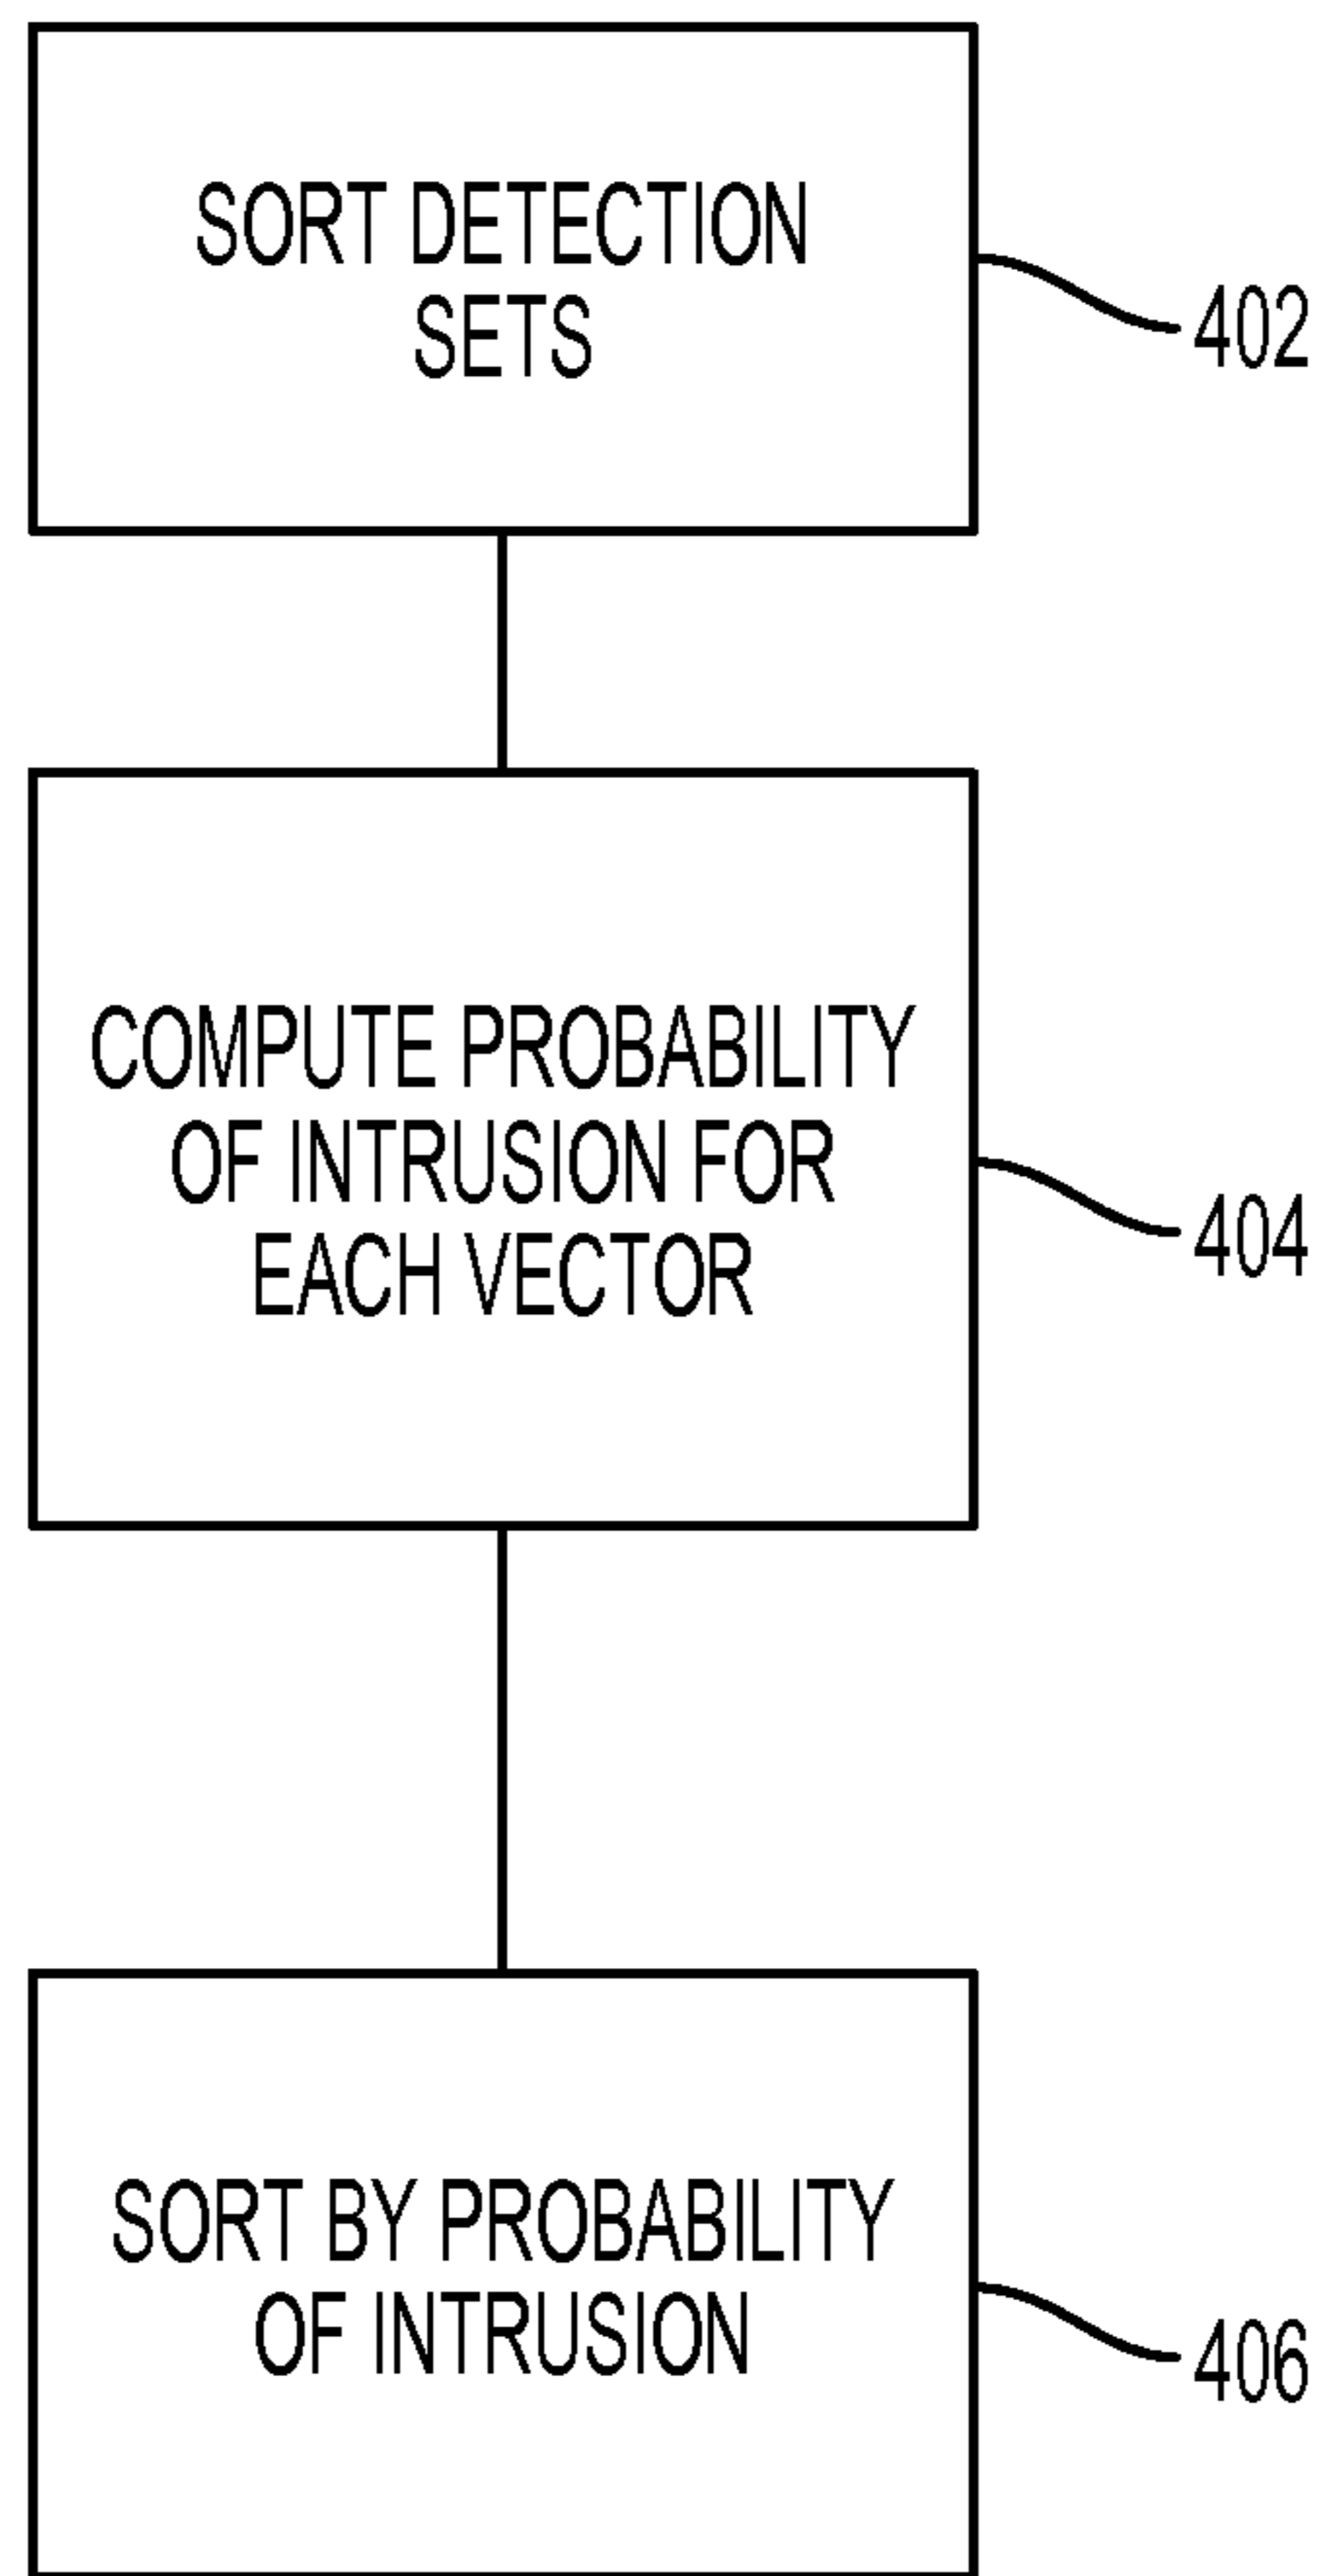 SORT DETECTION
SETS
402
COMPUTE PROBABILITY
OF INTRUSION FOR
EACH VECTOR
404
SORT BY PROBABILITY
OF INTRUSION
406